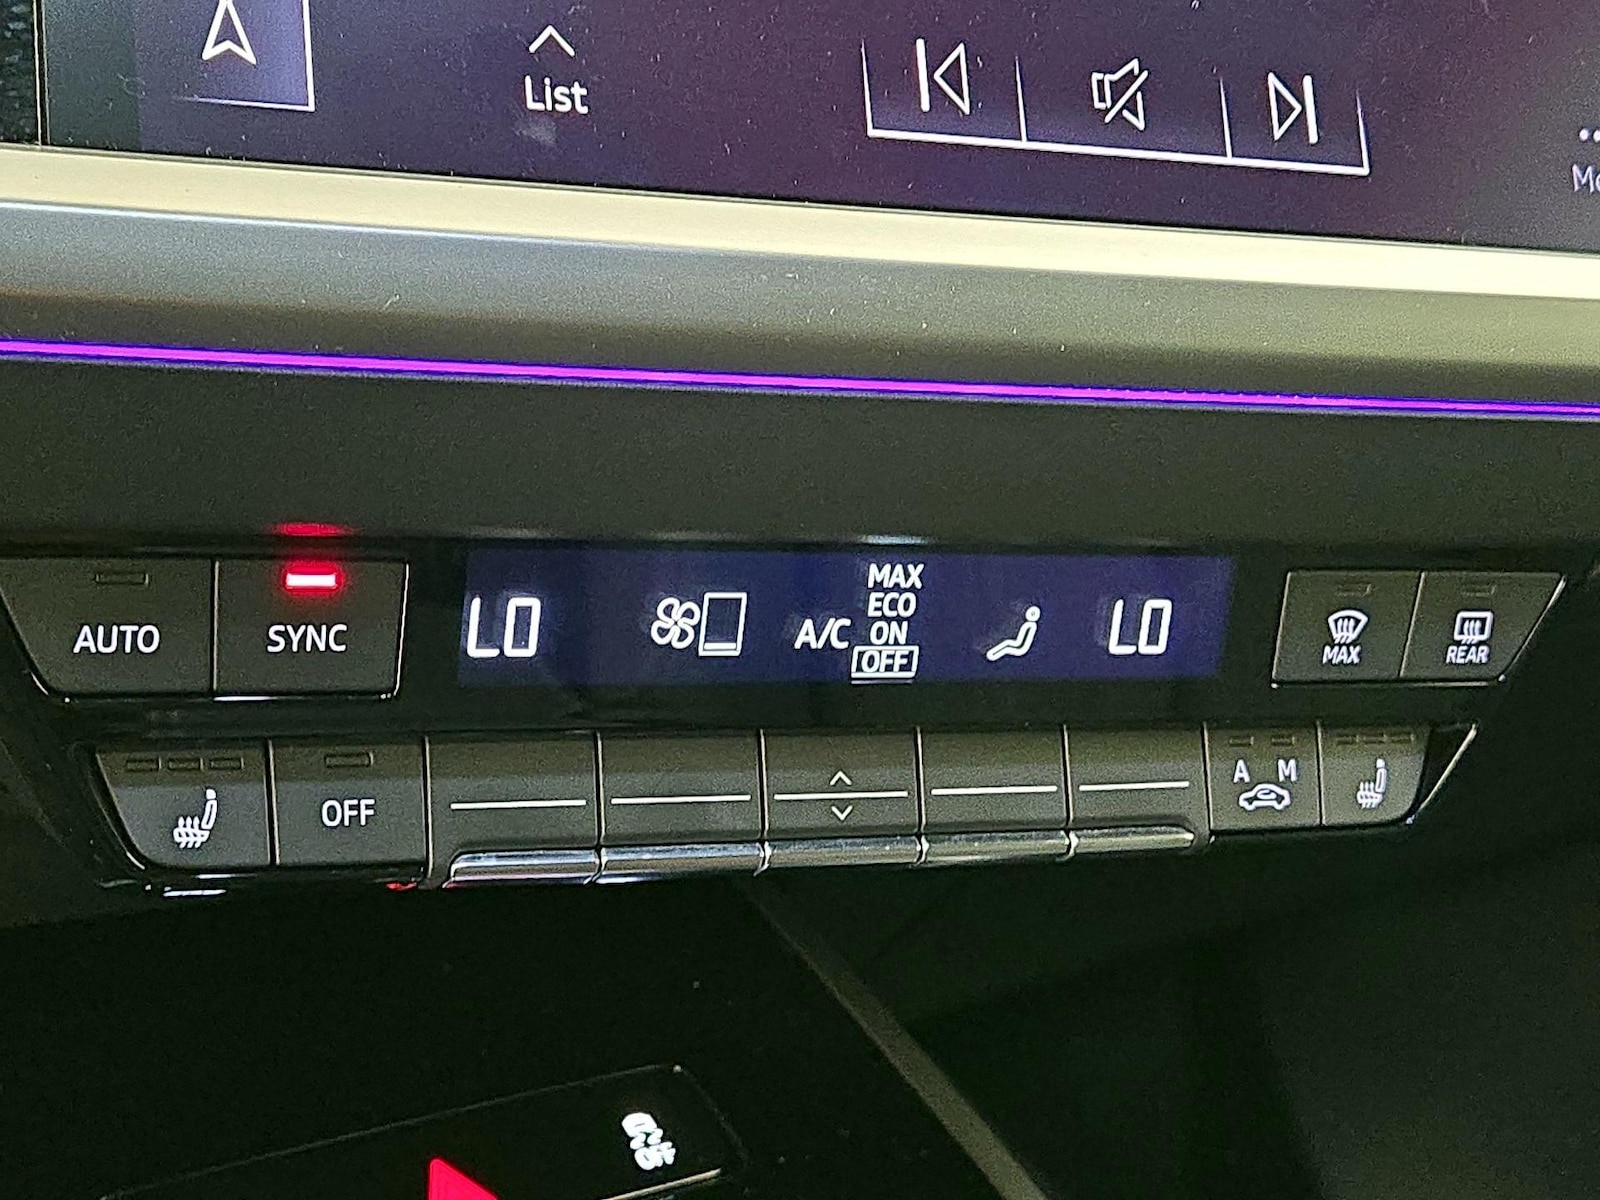 List
AUTO
SYNC
LO
A/C
MAX
ECO
ON
OFF
LO
MAX
REAR
OFF
A M